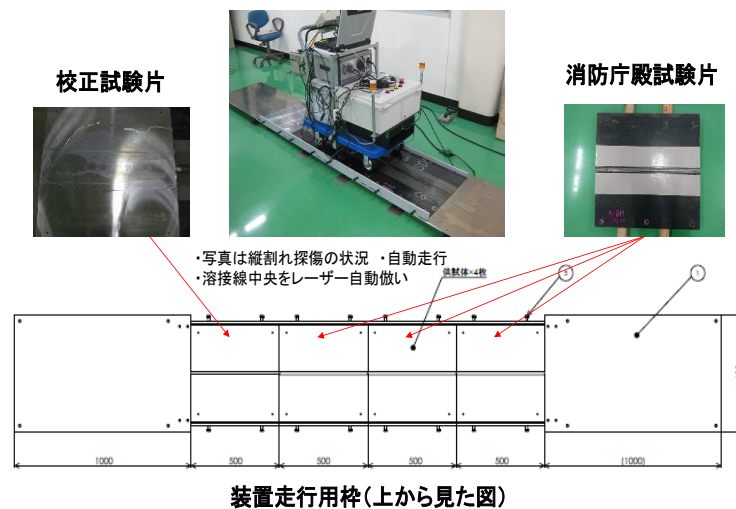 校正試験片
消防庁殿試験片
・写真は縦割れ探傷の状況 ・自動走行
・溶接線中央をレーザー自動倣い
供試体×4枚
3
1
1000
500
500
500
500
(1000)
装置走行用枠(上から見た図)